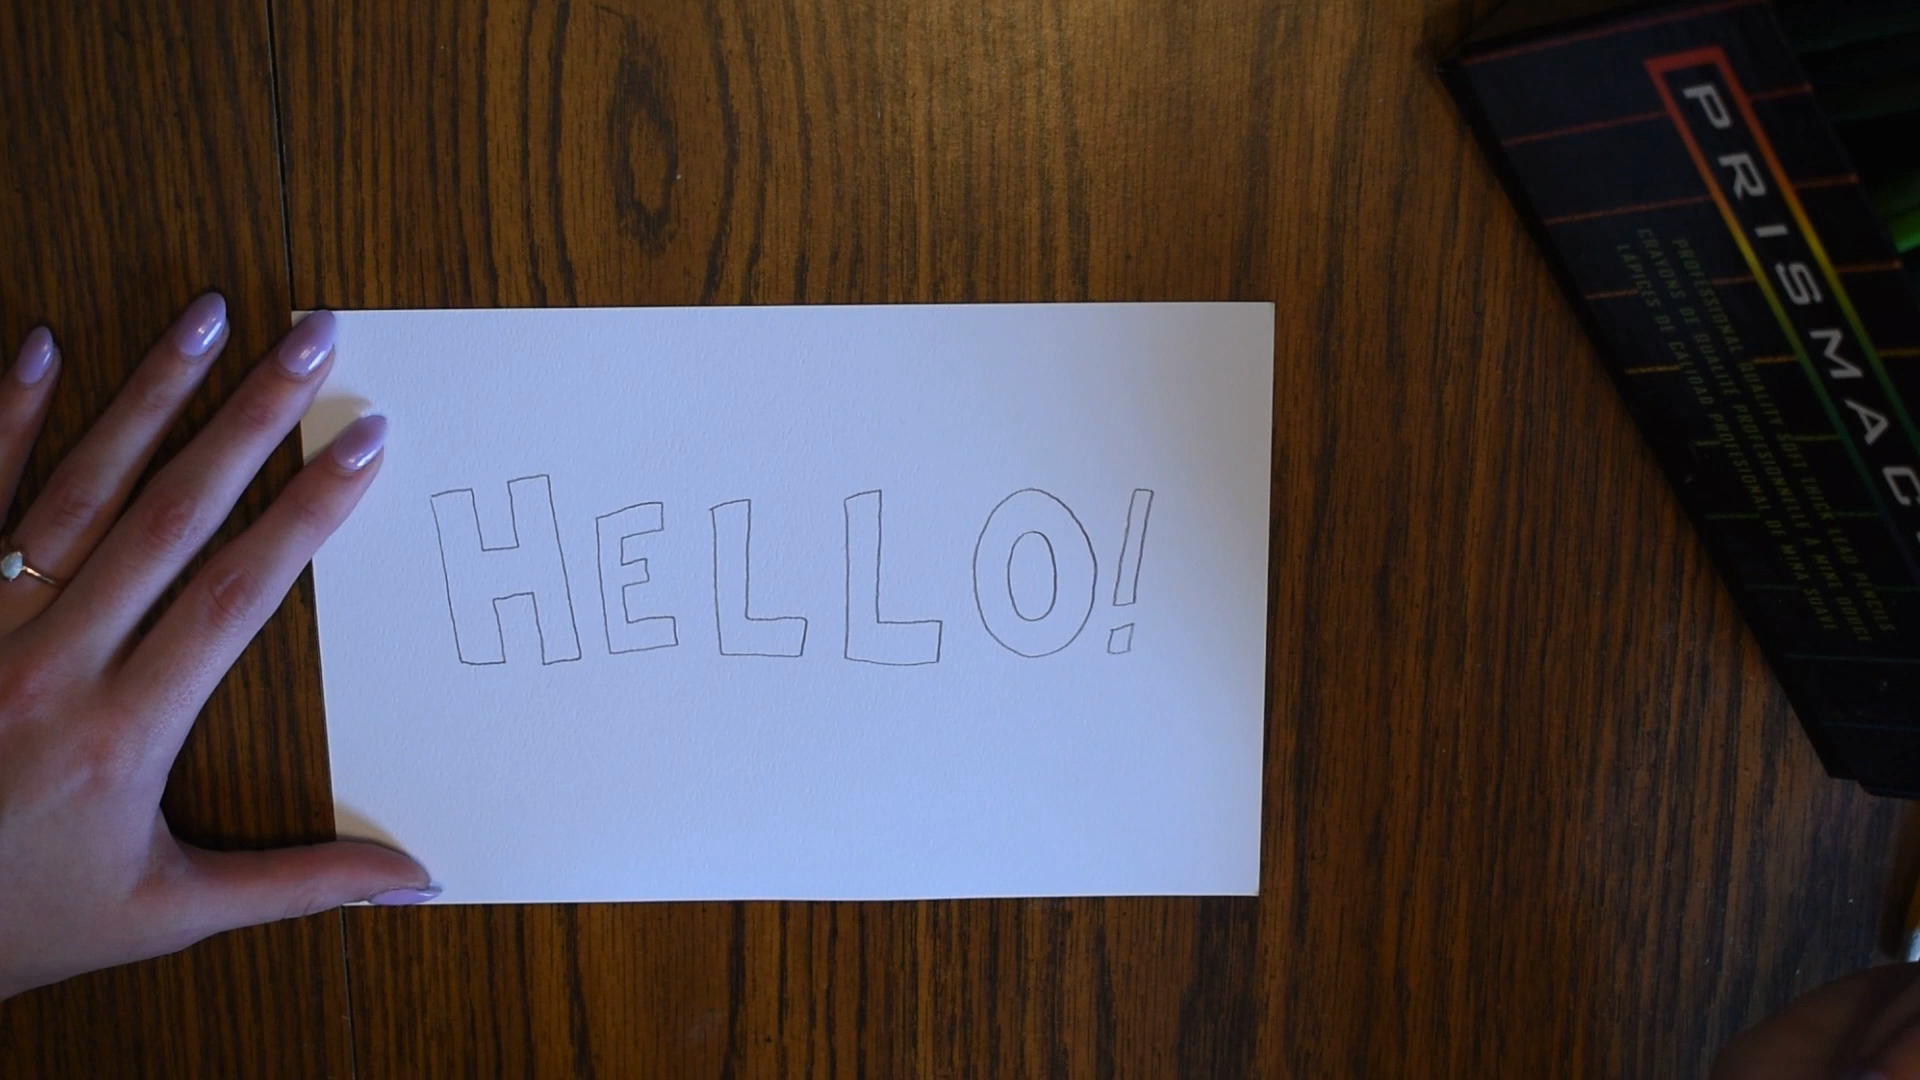 HELLO!
PRISMAC
PROFESSIONAL QUALITY SOFT THICK LEAD PENCILS
CRAYONS DE QUALITÉ PROFESSIONNELLE À MINE DOUCE
LÁPICES DE CALIDAD PROFESIONAL DE MINA SUAVE